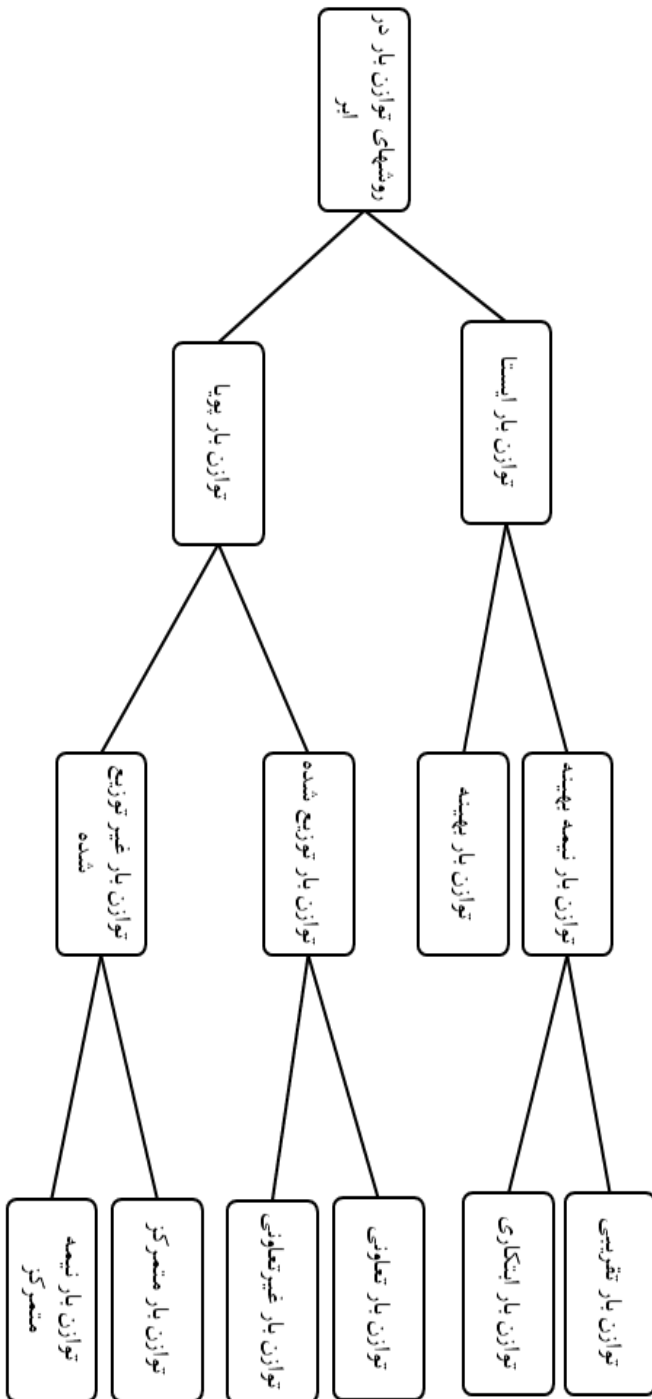 روشهای توازن بار در
ابر
توازن بار ایستا
توازن بار پویا
توازن بار نیمه بهینه
توازن بار بهینه
توازن بار توزیع شده
توازن بار غیر توزیع
شده
توازن بار تقریبی
توازن بار ابتکاری
توازن بار تعاونی
توازن بار غیرتعاونی
توازن بار متمرکز
توازن بار نیمه
متمرکز